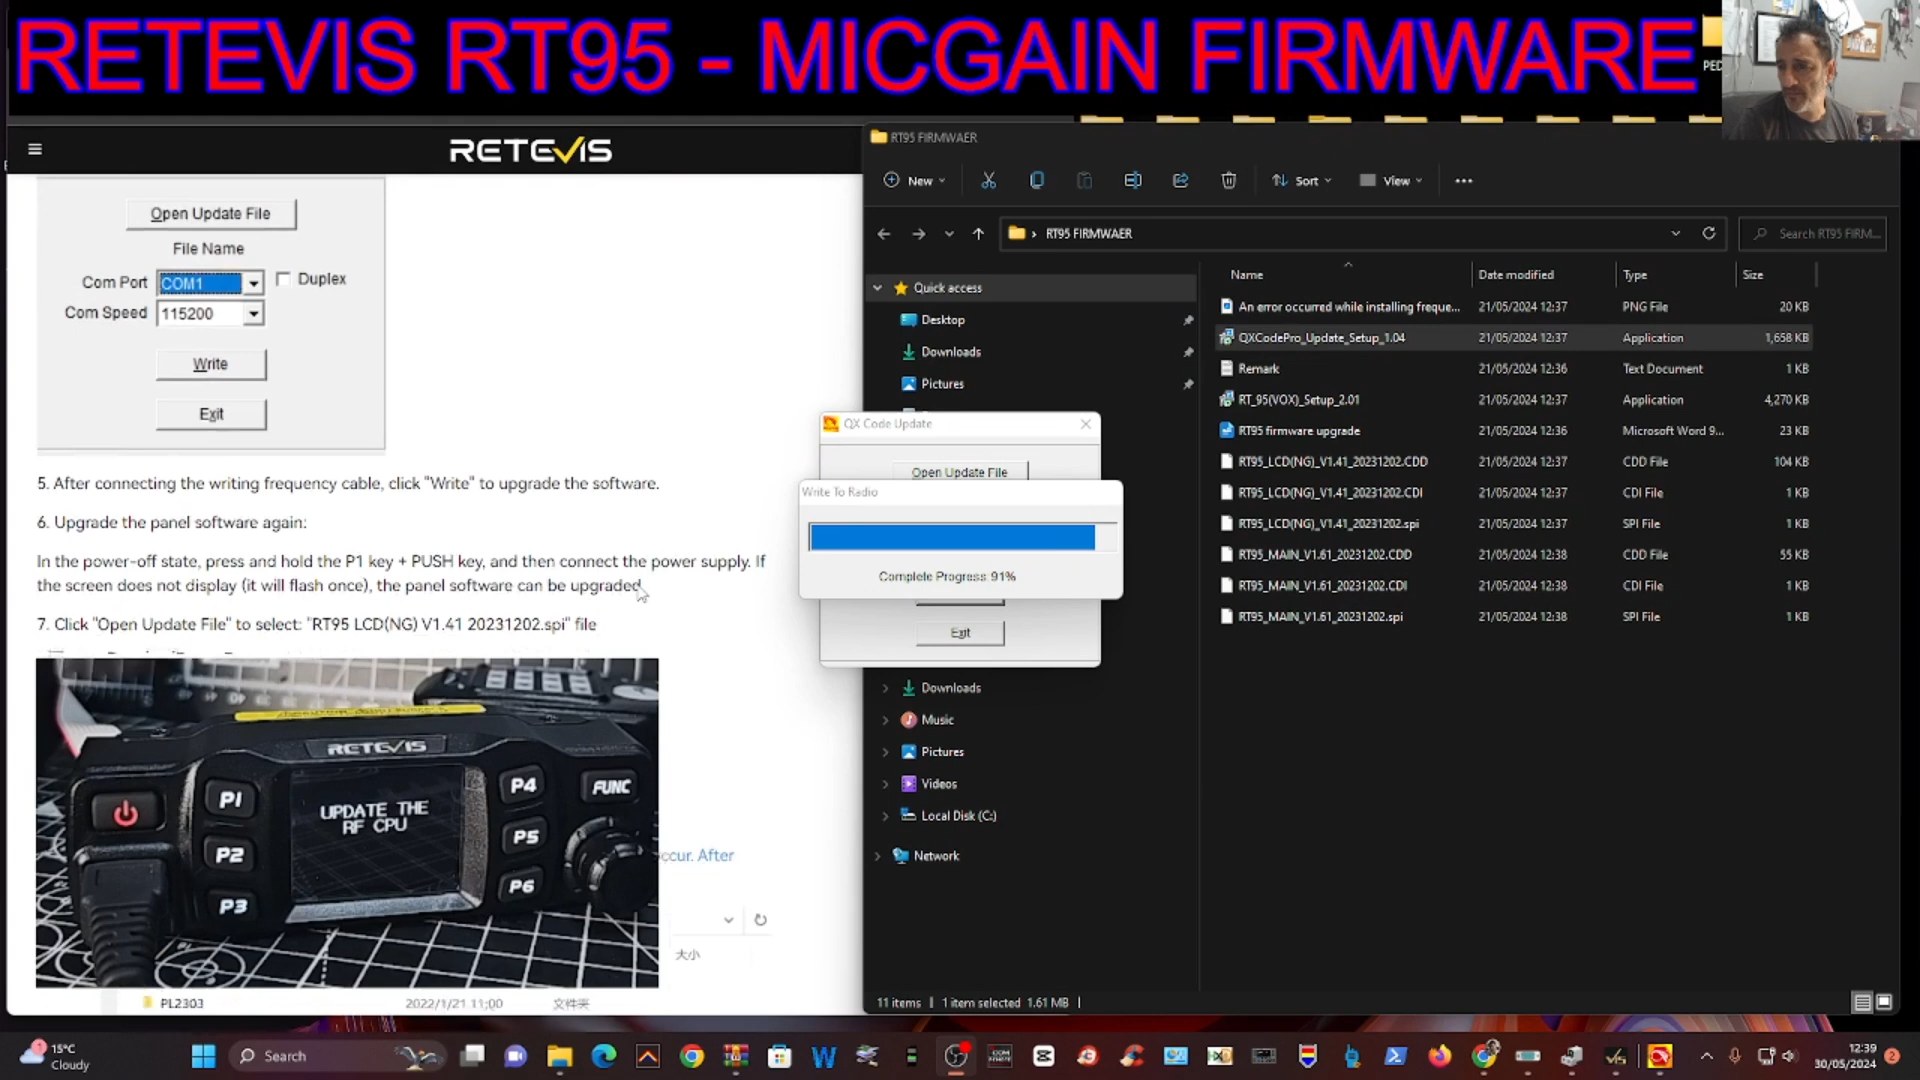 RETEVIS RT95 - MICGAIN FIRMWARE
PED
RETEVIS
Open Update File
File Name
Com Port COM1 Duplex
Com Speed 115200
Write
Exit
5. After connecting the writing frequency cable, click "Write" to upgrade the software.
6. Upgrade the panel software again:
In the power-off state, press and hold the P1 key + PUSH key, and then connect the power supply. If
the screen does not display (it will flash once), the panel software can be upgraded
7. Click "Open Update File" to select: "RT95 LCD(NG) V1.41 20231202.spi" file
RETEVIS
P1
P2
P3
UPDATE THE
RF CPU
P4
P5
P6
FUNC
ccur. After
大小
PL2303 2022/1/21 11:00 文件夹
QX Code Update
Open Update File
Write To Radio
Complete Progress: 91%
Exit
RT95 FIRMWAER
New Sort View
RT95 FIRMWAER
Search RT95 FIRM...
Quick access
Desktop
Downloads
Pictures
Downloads
Music
Pictures
Videos
Local Disk (C:)
Network
Name Date modified Type Size
An error occurred while installing freque... 21/05/2024 12:37 PNG File 20 KB
QXCodePro_Update_Setup_1.04 21/05/2024 12:37 Application 1,658 KB
Remark 21/05/2024 12:36 Text Document 1 KB
RT_95(VOX)_Setup_2.01 21/05/2024 12:37 Application 4,270 KB
RT95 firmware upgrade 21/05/2024 12:36 Microsoft Word 9... 23 KB
RT95_LCD(NG)_V1.41_20231202.CDD 21/05/2024 12:37 CDD File 104 KB
RT95_LCD(NG)_V1.41_20231202.CDI 21/05/2024 12:37 CDI File 1 KB
RT95_LCD(NG)_V1.41_20231202.spi 21/05/2024 12:37 SPI File 1 KB
RT95_MAIN_V1.61_20231202.CDD 21/05/2024 12:37 CDD File 55 KB
RT95_MAIN_V1.61_20231202.CDI 21/05/2024 12:38 CDI File 1 KB
RT95_MAIN_V1.61_20231202.spi 21/05/2024 12:38 SPI File 1 KB
11 items 1 item selected 1.61 MB
15°C
Cloudy
Search
12:39
30/05/2024
2